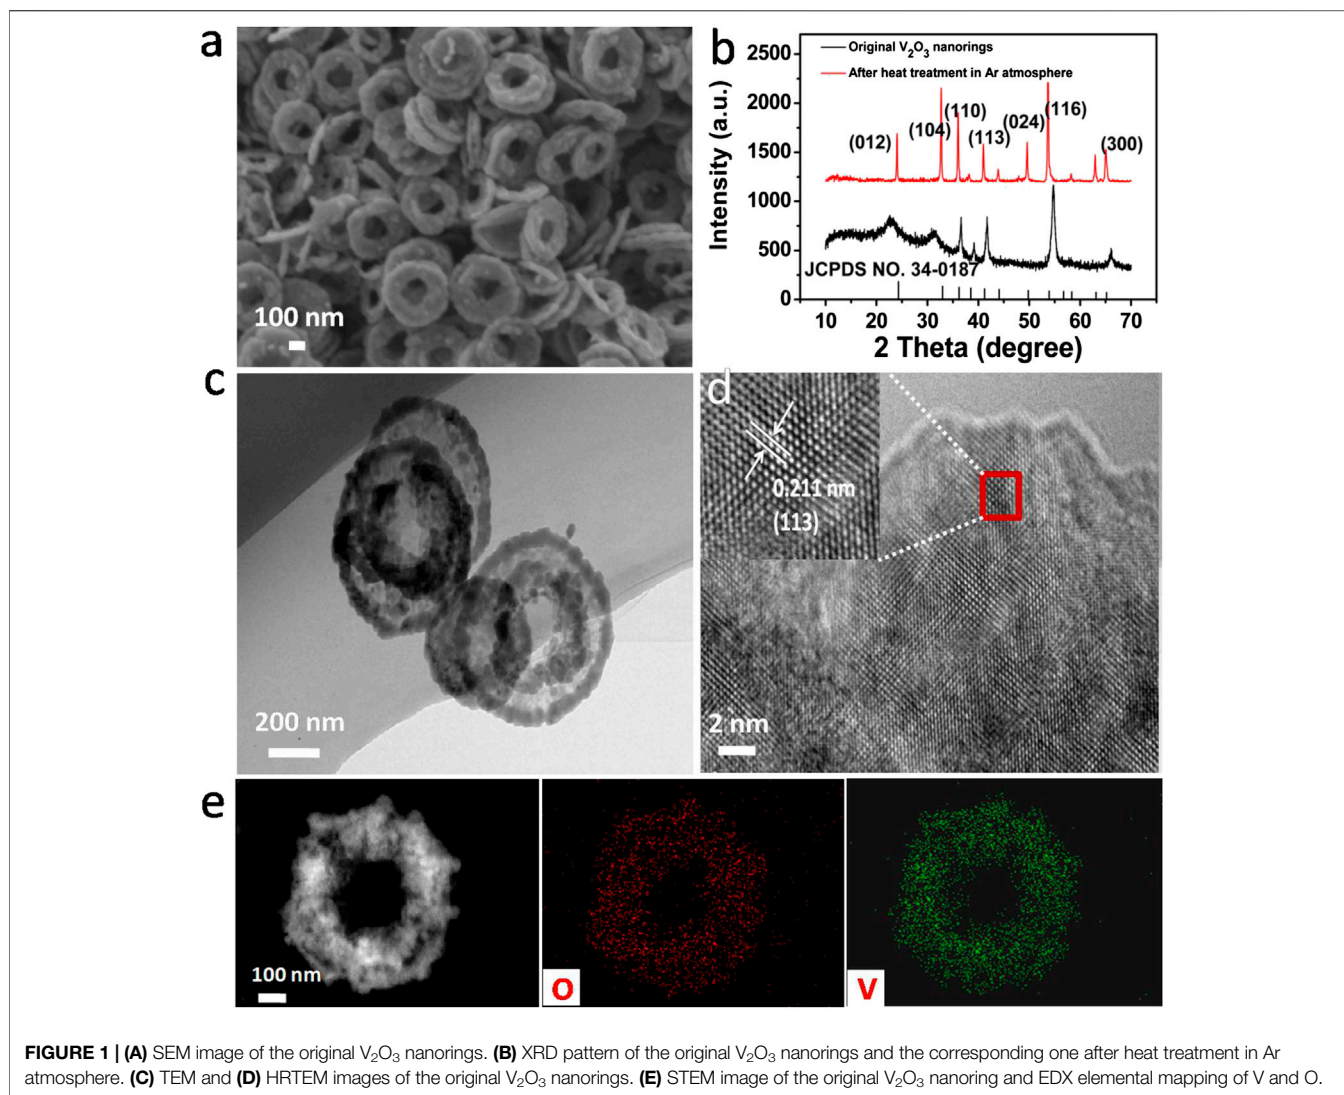 a
100 nm
b
Intensity (a.u.)
2500
2000
1500
1000
500
0
Original V₂O₃ nanorings
After heat treatment in Ar atmosphere
(012)
(104)
(110)
(113)
(024)
(116)
(300)
JCPDS NO. 34-0187
10 20 30 40 50 60 70
2 Theta (degree)
c
200 nm
d
0.211 nm
(113)
2 nm
e
100 nm
O
V
FIGURE 1 | (A) SEM image of the original V₂O₃ nanorings. (B) XRD pattern of the original V₂O₃ nanorings and the corresponding one after heat treatment in Ar
atmosphere. (C) TEM and (D) HRTEM images of the original V₂O₃ nanorings. (E) STEM image of the original V₂O₃ nanoring and EDX elemental mapping of V and O.